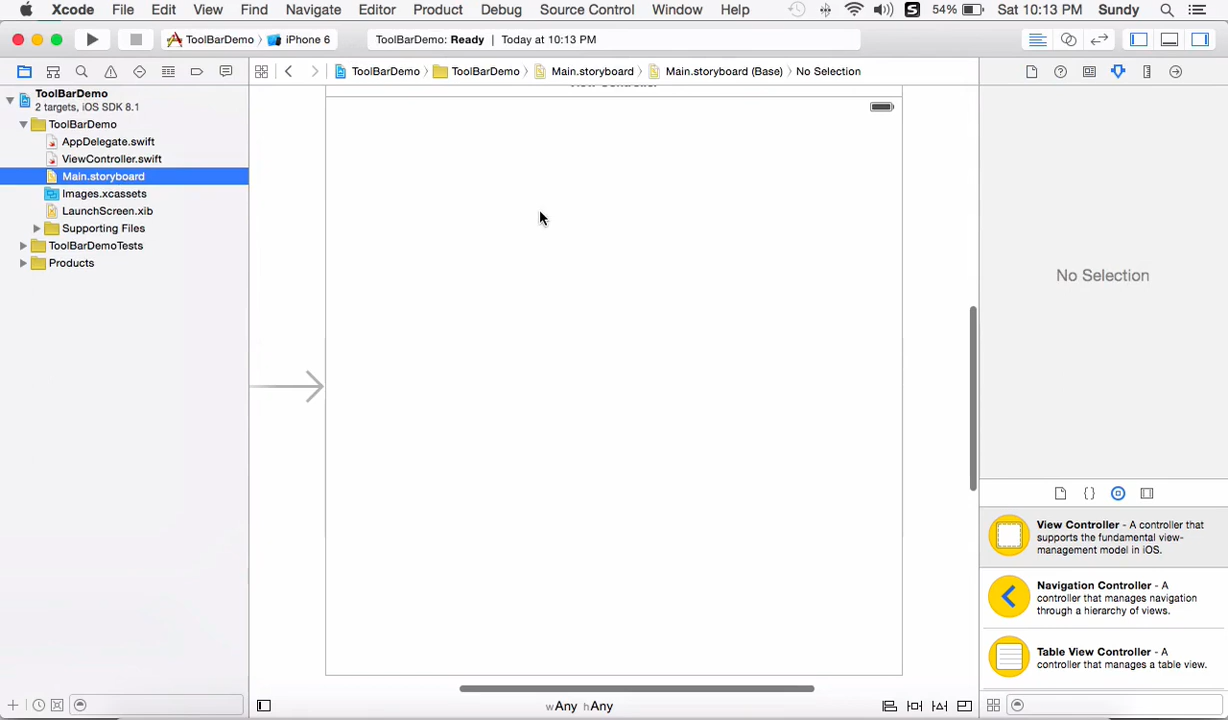 Xcode File Edit View Find Navigate Editor Product Debug Source Control Window Help S 54% Sat 10:13 PM Sundy
ToolBarDemo iPhone 6 ToolBarDemo: Ready | Today at 10:13 PM
ToolBarDemo ToolBarDemo Main.storyboard Main.storyboard (Base) No Selection
ToolBarDemo
2 targets, iOS SDK 8.1
ToolBarDemo
AppDelegate.swift
ViewController.swift
Main.storyboard
Images.xcassets
LaunchScreen.xib
Supporting Files
ToolBarDemoTests
Products
No Selection
View Controller - A controller that
supports the fundamental view-
management model in iOS.
Navigation Controller - A
controller that manages navigation
through a hierarchy of views.
Table View Controller - A
controller that manages a table view.
wAny hAny